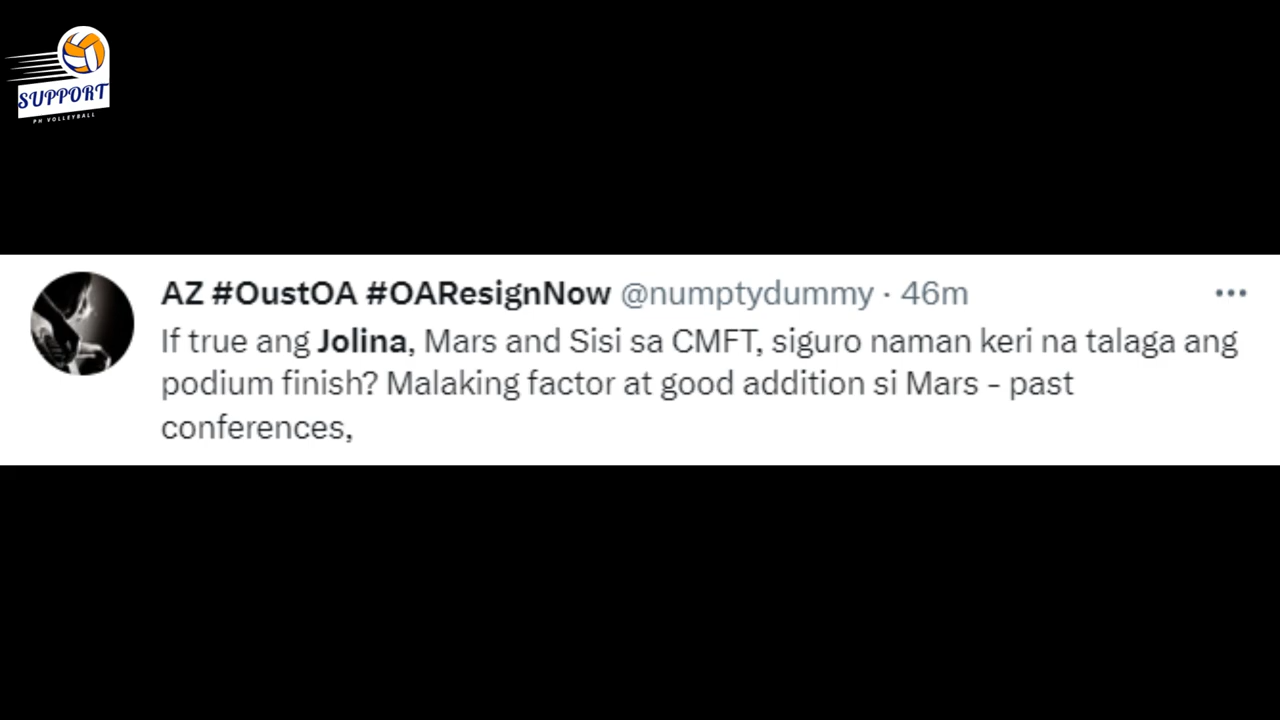 SUPPORT
PH VOLLEYBALL
AZ #OustOA #OAResignNow @numptydummy · 46m
If true ang Jolina, Mars and Sisi sa CMFT, siguro naman keri na talaga ang
podium finish? Malaking factor at good addition si Mars - past
conferences,